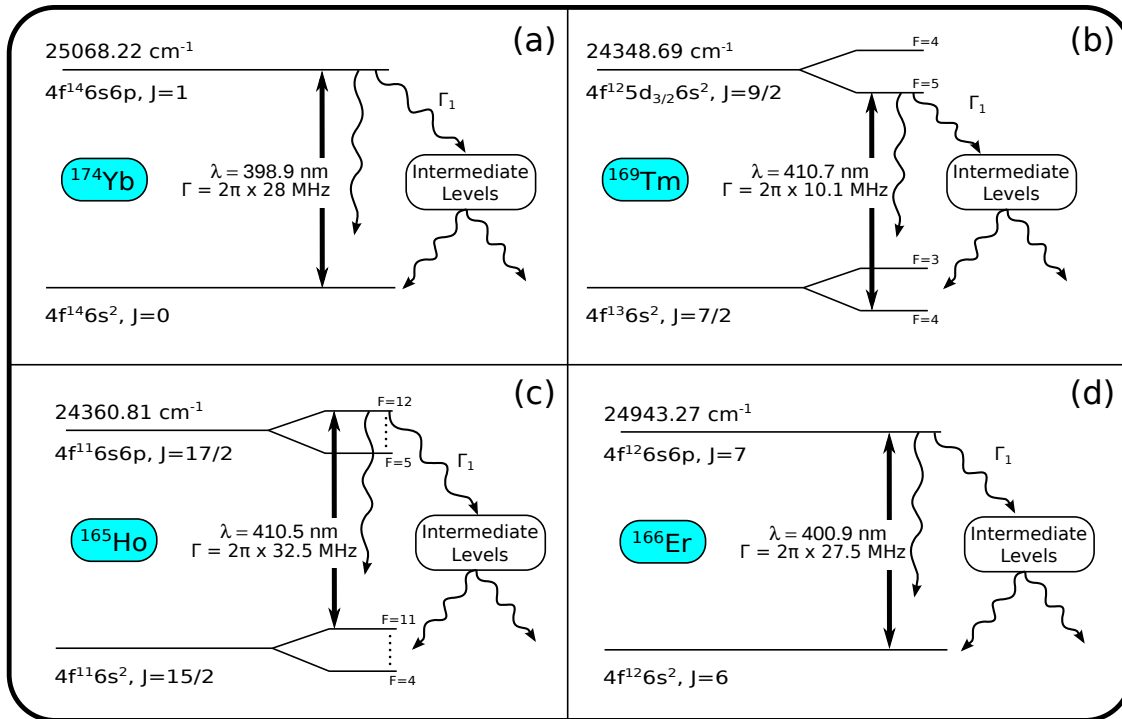 (a)
25068.22 cm⁻¹
4f¹⁴6s6p, J=1
Γ₁
¹⁷⁴Yb
λ = 398.9 nm
Γ = 2π x 28 MHz
Intermediate
Levels
4f¹⁴6s², J=0
(b)
24348.69 cm⁻¹
F=4
4f¹²5d₃/₂6s², J=9/2
F=5
Γ₁
¹⁶⁹Tm
λ = 410.7 nm
Γ = 2π x 10.1 MHz
Intermediate
Levels
F=3
4f¹³6s², J=7/2
F=4
(c)
24360.81 cm⁻¹
F=12
4f¹¹6s6p, J=17/2
F=5
Γ₁
¹⁶⁵Ho
λ = 410.5 nm
Γ = 2π x 32.5 MHz
Intermediate
Levels
F=11
4f¹¹6s², J=15/2
F=4
(d)
24943.27 cm⁻¹
4f¹²6s6p, J=7
Γ₁
¹⁶⁶Er
λ = 400.9 nm
Γ = 2π x 27.5 MHz
Intermediate
Levels
4f¹²6s², J=6